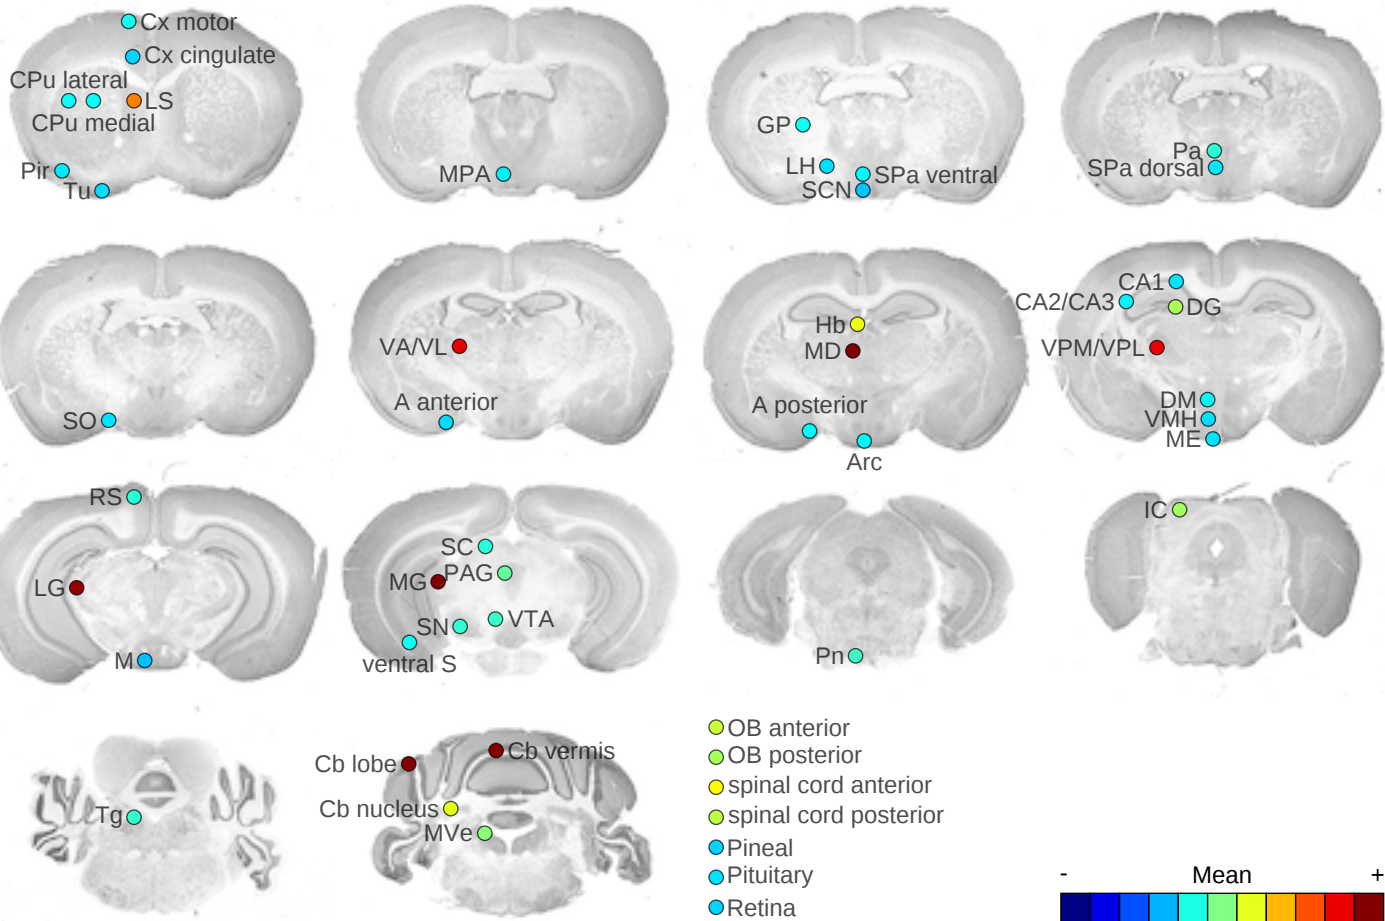 Cx motor
Cx cingulate
CPu lateral
LS
CPu medial
Pir
Tu
MPA
GP
LH
SPa ventral
SCN
Pa
SPa dorsal
SO
VA/VL
A anterior
Hb
MD
A posterior
Arc
CA1
CA2/CA3
DG
VPM/VPL
DM
VMH
ME
RS
LG
M
SC
MG
PAG
SN
VTA
ventral S
Pn
IC
Tg
Cb lobe
Cb vermis
Cb nucleus
MVe
OB anterior
OB posterior
spinal cord anterior
spinal cord posterior
Pineal
Pituitary
Retina
- Mean +